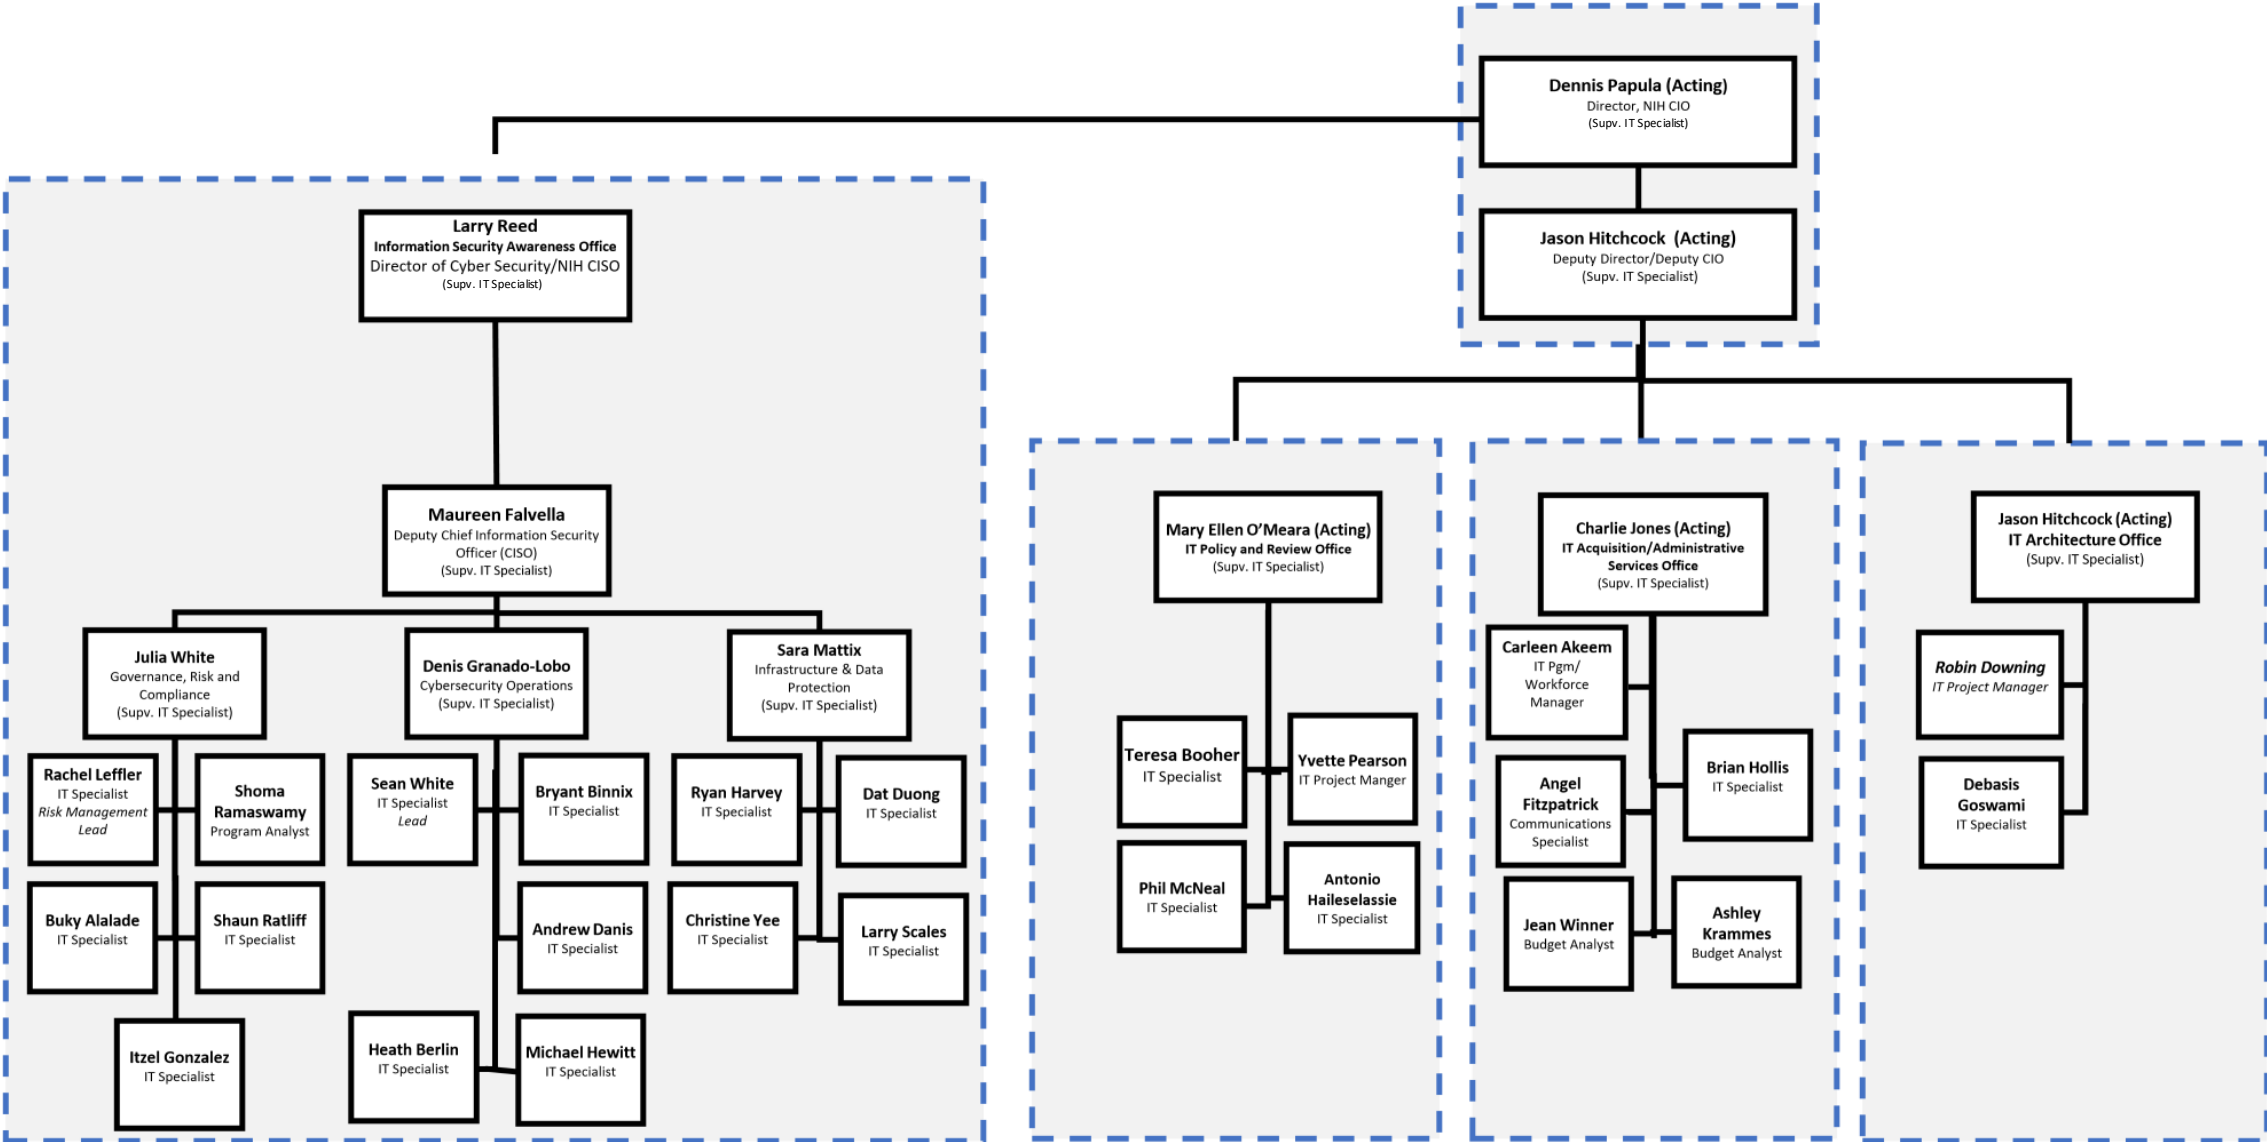 Dennis Papula (Acting)
Director, NIH CIO
(Supv. IT Specialist)
Jason Hitchcock (Acting)
Deputy Director/Deputy CIO
(Supv. IT Specialist)
Larry Reed
Information Security Awareness Office
Director of Cyber Security/NIH CISO
(Supv. IT Specialist)
Maureen Falvella
Deputy Chief Information Security
Officer (CISO)
(Supv. IT Specialist)
Julia White
Governance, Risk and
Compliance
(Supv. IT Specialist)
Rachel Leffler
IT Specialist
Risk Management
Lead
Shoma
Ramaswamy
Program Analyst
Buky Alalade
IT Specialist
Shaun Ratliff
IT Specialist
Itzel Gonzalez
IT Specialist
Denis Granado-Lobo
Cybersecurity Operations
(Supv. IT Specialist)
Sean White
IT Specialist
Lead
Bryant Binnix
IT Specialist
Andrew Danis
IT Specialist
Heath Berlin
IT Specialist
Michael Hewitt
IT Specialist
Sara Mattix
Infrastructure & Data
Protection
(Supv. IT Specialist)
Ryan Harvey
IT Specialist
Dat Duong
IT Specialist
Christine Yee
IT Specialist
Larry Scales
IT Specialist
Mary Ellen O’Meara (Acting)
IT Policy and Review Office
(Supv. IT Specialist)
Teresa Booher
IT Specialist
Yvette Pearson
IT Project Manger
Phil McNeal
IT Specialist
Antonio
Haileselassie
IT Specialist
Charlie Jones (Acting)
IT Acquisition/Administrative
Services Office
(Supv. IT Specialist)
Carleen Akeem
IT Pgm/
Workforce
Manager
Brian Hollis
IT Specialist
Angel
Fitzpatrick
Communications
Specialist
Jean Winner
Budget Analyst
Ashley
Krammes
Budget Analyst
Jason Hitchcock (Acting)
IT Architecture Office
(Supv. IT Specialist)
Robin Downing
IT Project Manager
Debasis
Goswami
IT Specialist